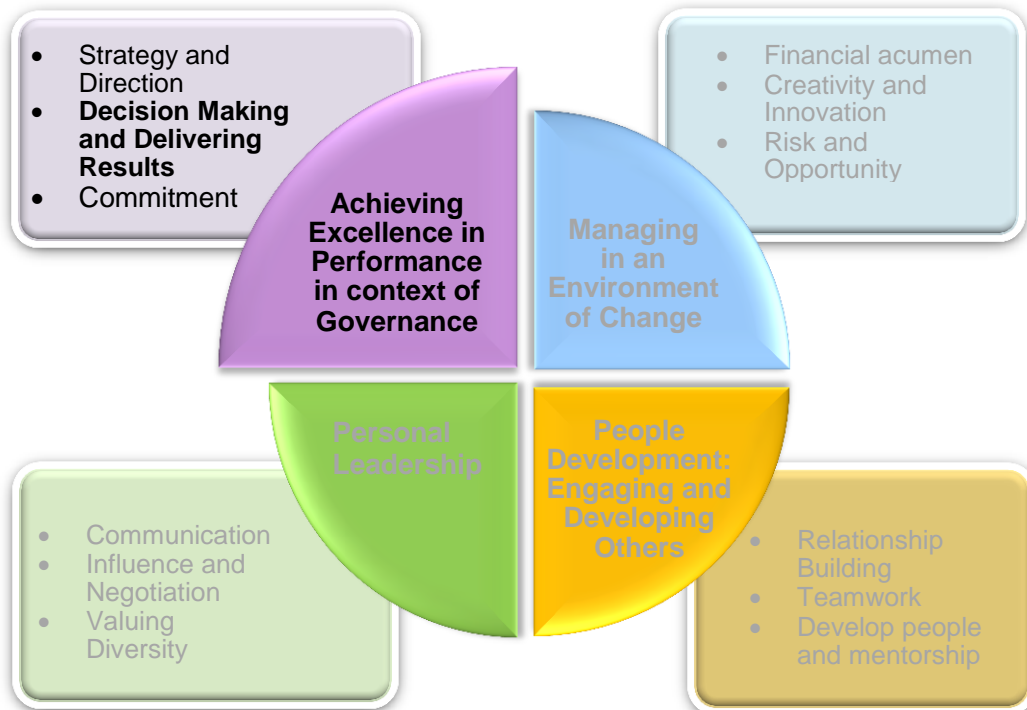 • Strategy and
Direction
• Decision Making
and Delivering
Results
• Commitment
• Financial acumen
• Creativity and
Innovation
• Risk and
Opportunity
Achieving
Excellence in
Performance
in context of
Governance
Managing
in an
Environment
of Change
Personal
Leadership
People
Development:
Engaging and
Developing
Others
• Communication
• Influence and
Negotiation
• Valuing
Diversity
• Relationship
Building
• Teamwork
• Develop people
and mentorship